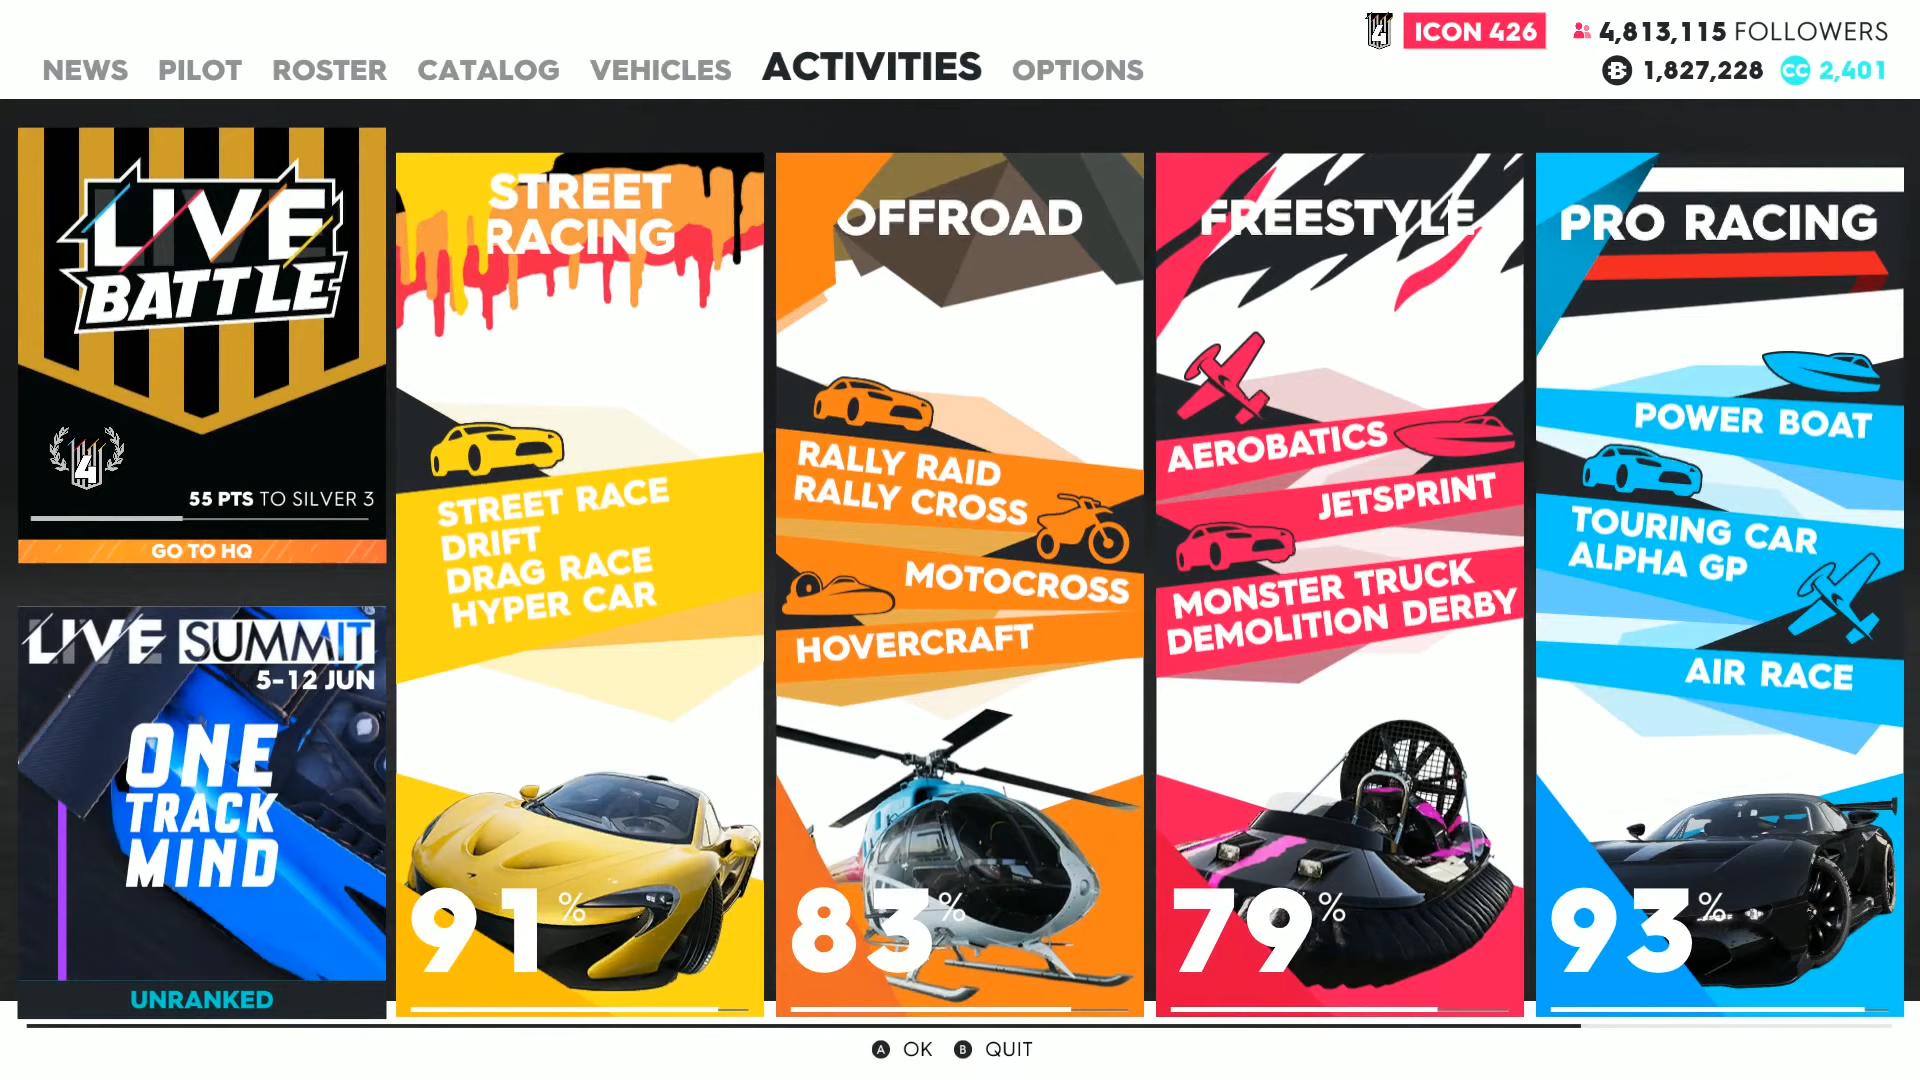 4 ICON 426 4,813,115 FOLLOWERS
NEWS PILOT ROSTER CATALOG VEHICLES ACTIVITIES OPTIONS
1,827,228 CC 2,401
LIVE
BATTLE
4
55 PTS TO SILVER 3
GO TO HQ
LIVE SUMMIT
5-12 JUN
ONE
TRACK
MIND
UNRANKED
STREET
RACING
STREET RACE
DRIFT
DRAG RACE
HYPER CAR
91%
OFFROAD
RALLY RAID
RALLY CROSS
MOTOCROSS
HOVERCRAFT
83%
FREESTYLE
AEROBATICS
JETSPRINT
MONSTER TRUCK
DEMOLITION DERBY
79%
PRO RACING
POWER BOAT
TOURING CAR
ALPHA GP
AIR RACE
93%
A OK B QUIT